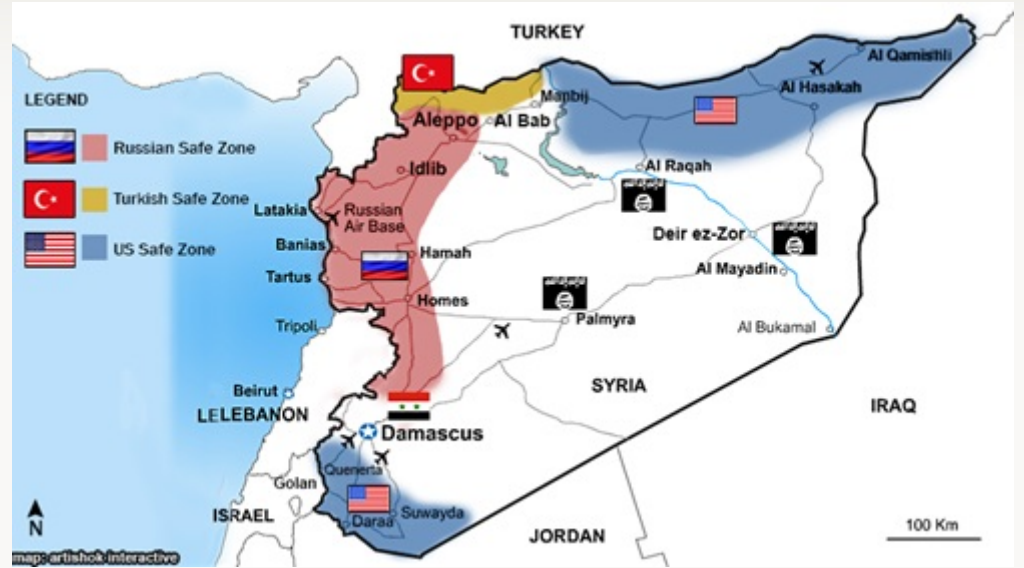 TURKEY
LEGEND
Russian Safe Zone
Turkish Safe Zone
US Safe Zone
Al Qamistili
Al Hasakah
Manbij
Aleppo
Al Bab
Idlib
Al Raqah
Latakia
Russian
Air Base
Banias
Hamah
Deir ez-Zor
Tartus
Al Mayadin
Homes
Palmyra
Tripoli
Al Bukamal
Beirut
SYRIA
LELEBANON
IRAQ
Damascus
Quenerta
Golan
ISRAEL
Suwayda
Daraa
N
JORDAN
100 Km
map: artishok-interactive